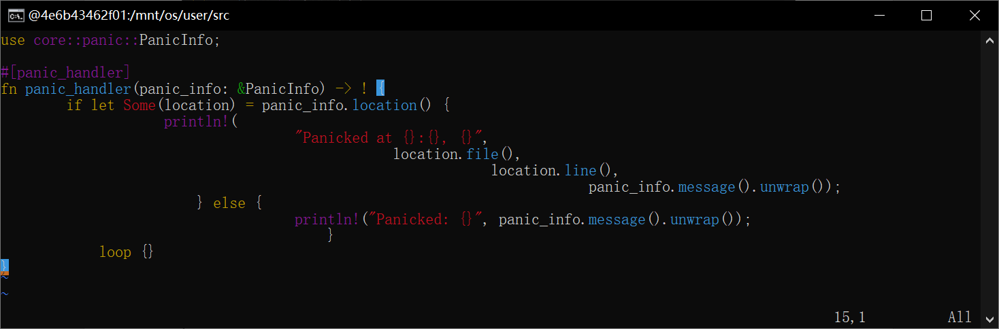 @4e6b43462f01:/mnt/os/user/src
use core::panic::PanicInfo;
#[panic_handler]
fn panic_handler(panic_info: &PanicInfo) -> ! {
if let Some(location) = panic_info.location() {
println!(
"Panicked at {}:{}, {}",
location.file(),
location.line(),
panic_info.message().unwrap());
} else {
println!("Panicked: {}", panic_info.message().unwrap());
}
loop {}
}
~
~
15,1 All